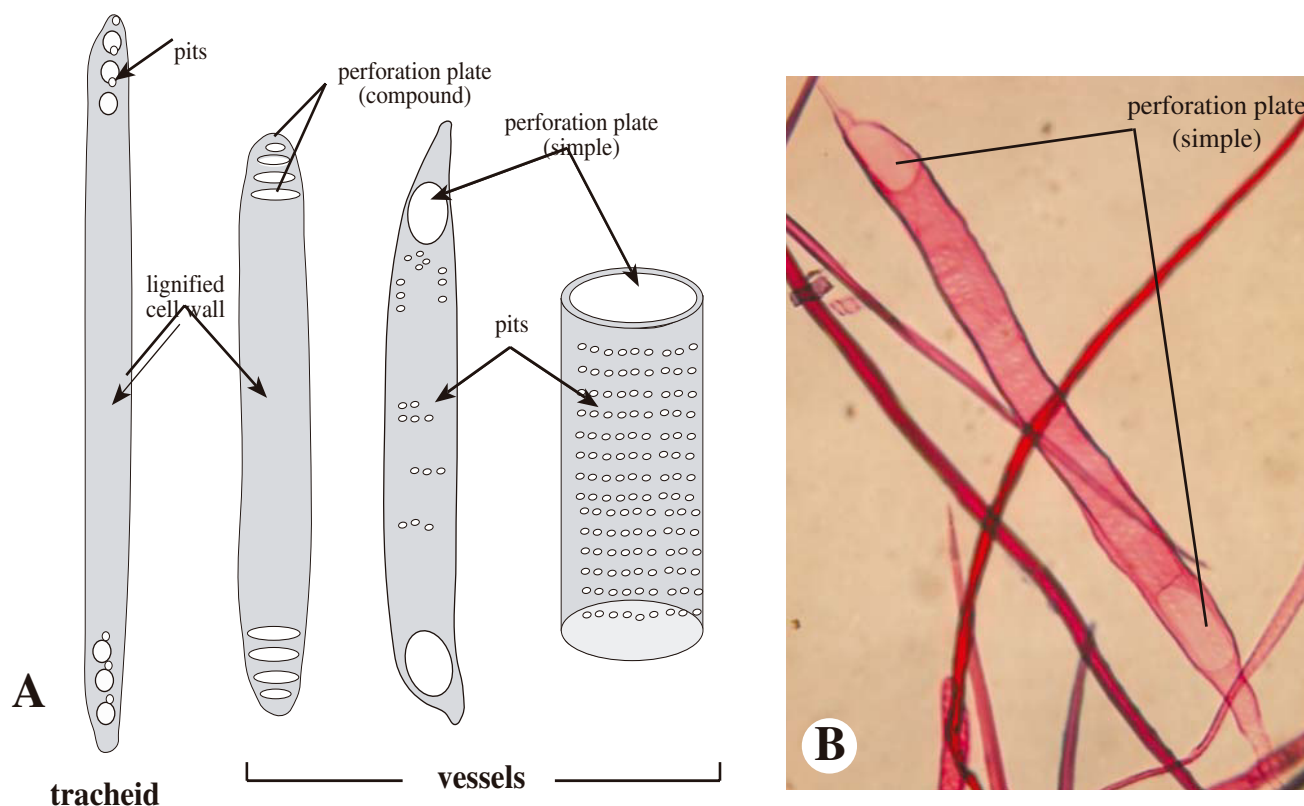 pits
perforation plate
(compound)
perforation plate
(simple)
lignified
cell wall
pits
A
tracheid
vessels
perforation plate
(simple)
B